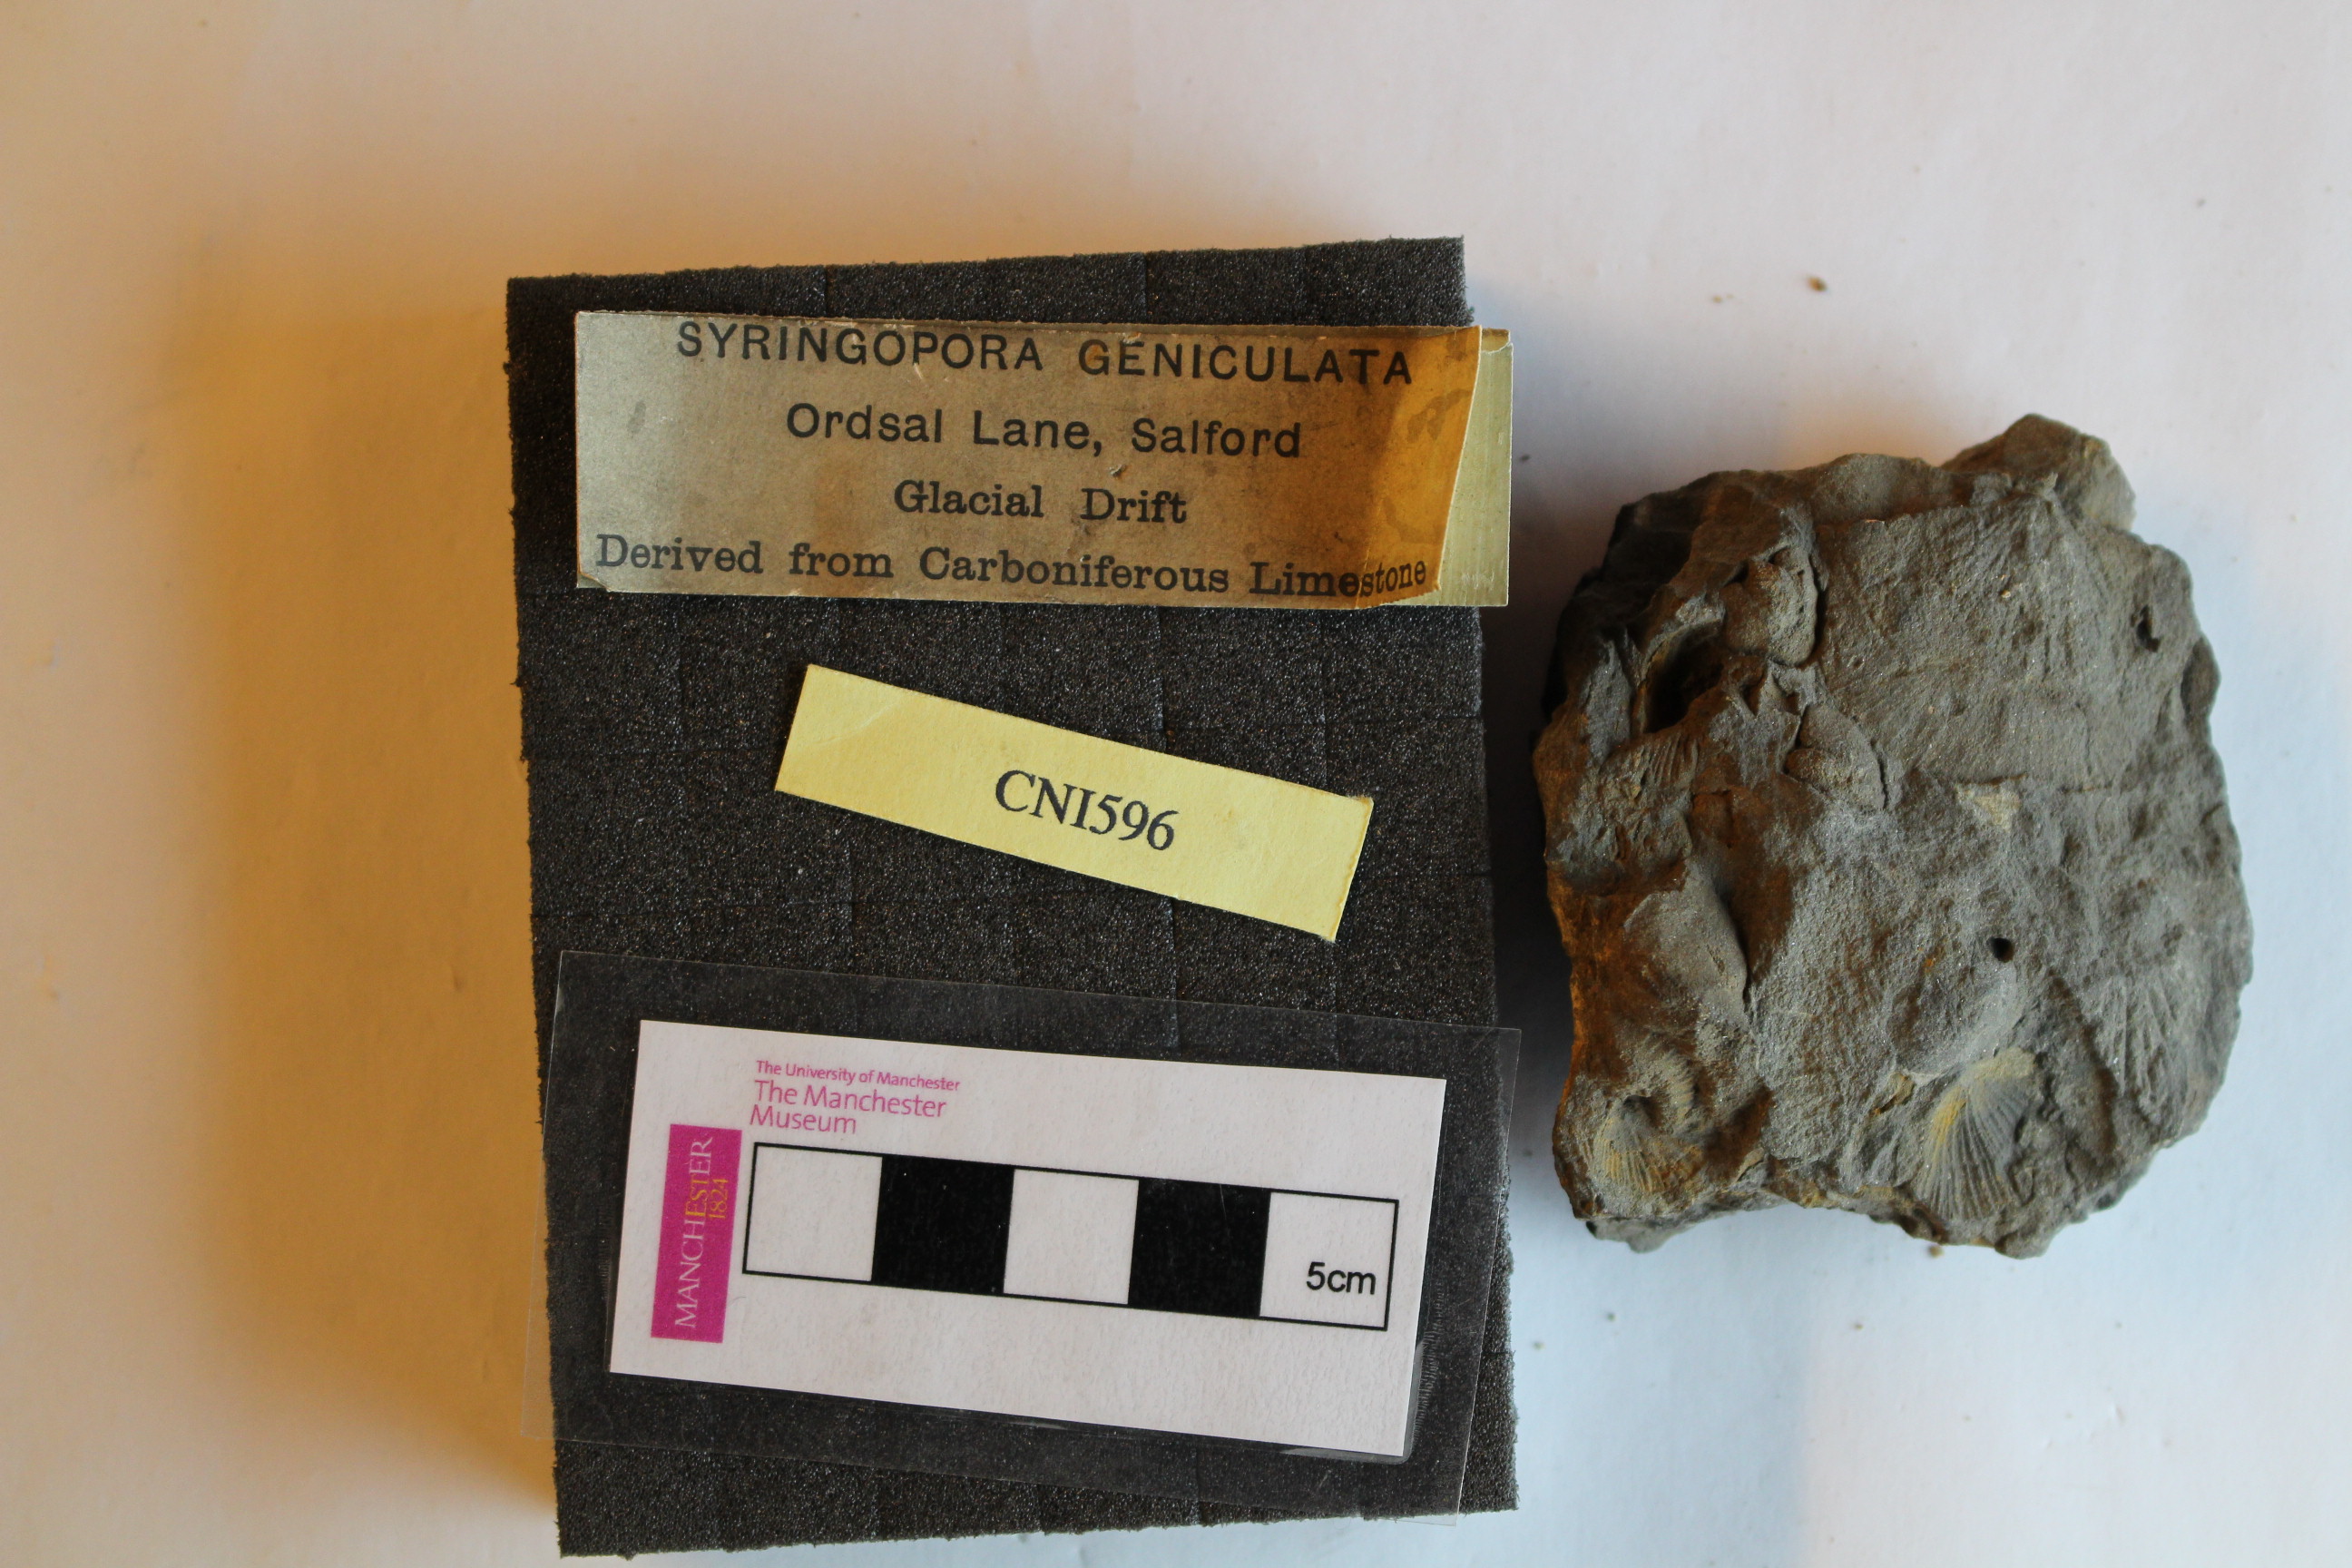 SYRINGOPORA GENICULATA
Ordsal Lane, Salford
Glacial Drift
Derived from Carboniferous Limestone
CN1596
5cm
The University of Manchester
The Manchester
Museum
MANCHESTER
1824